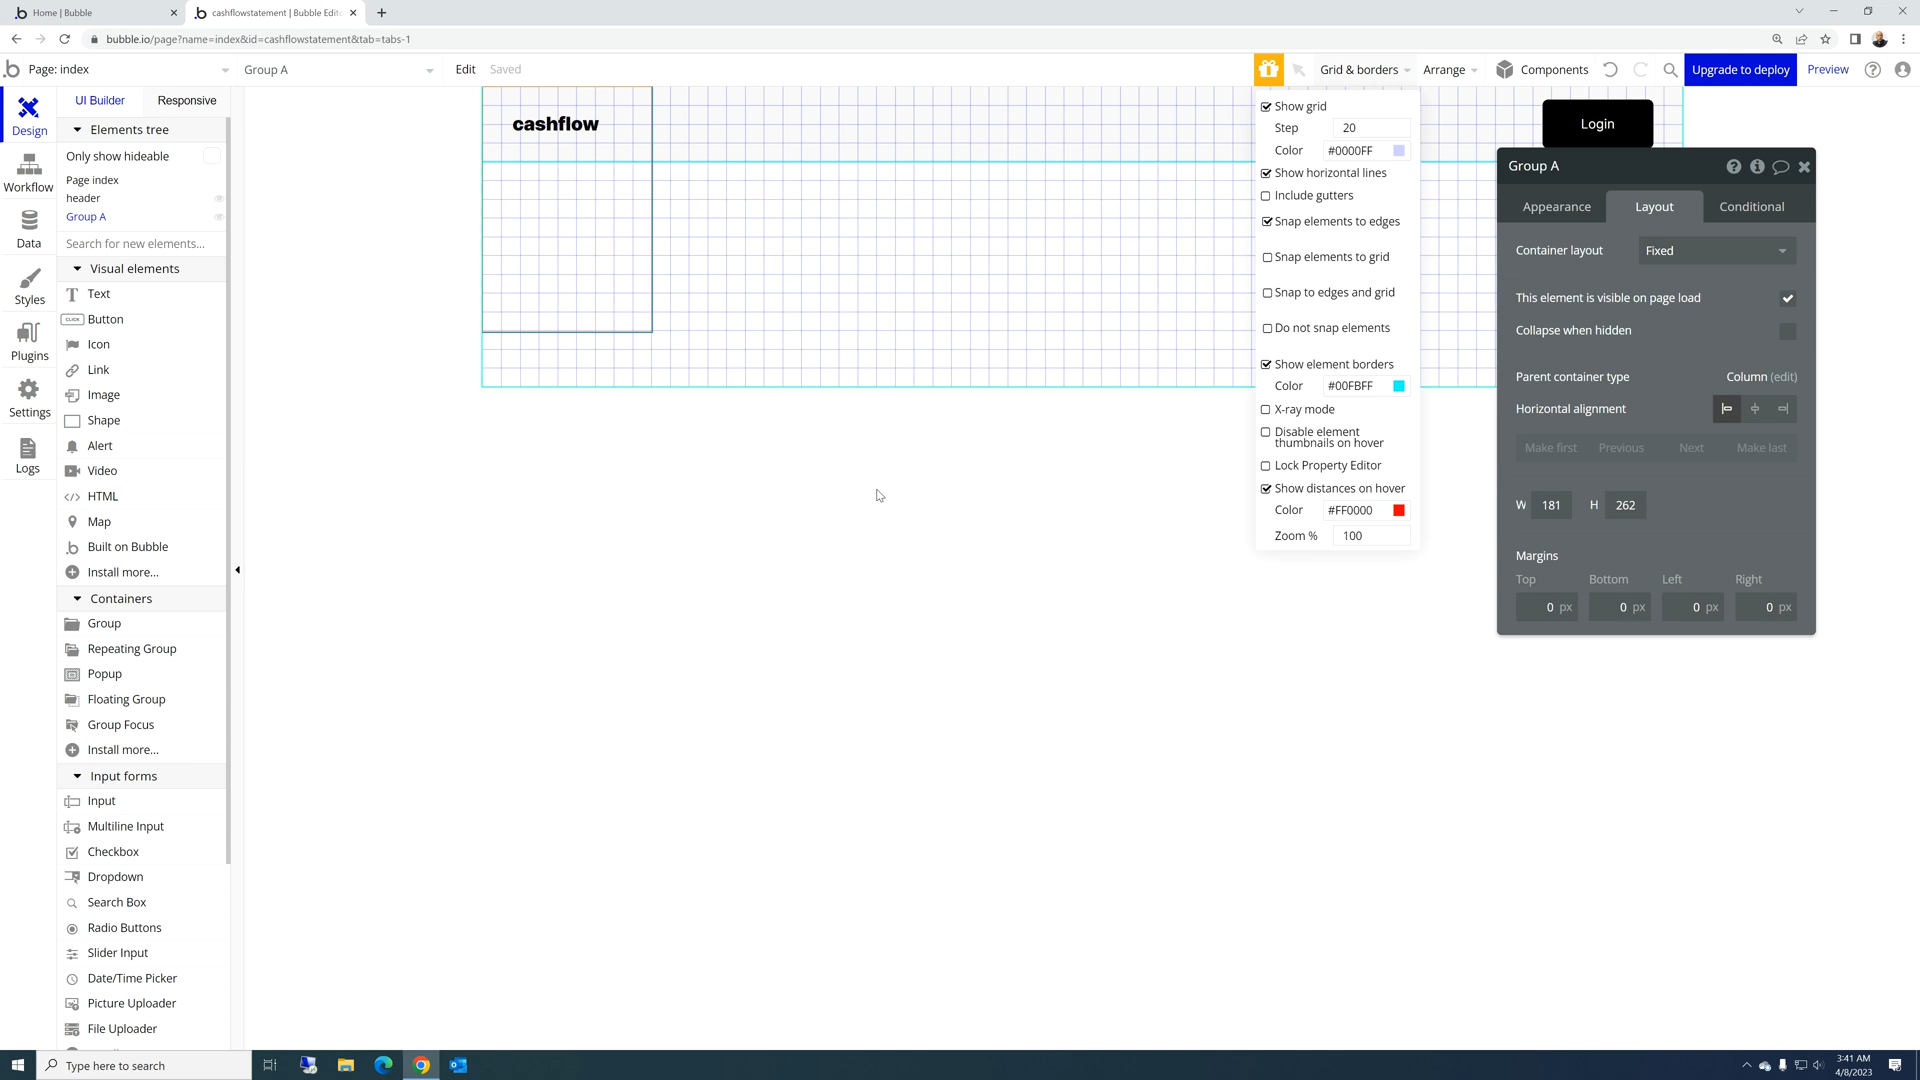 Home | Bubble
cashflowstatement | Bubble Edit
bubble.io/page?name=index&id=cashflowstatement&tab=tabs-1
Page: index
Group A
Edit
Saved
Grid & borders
Arrange
Components
Upgrade to deploy
Preview
Design
Workflow
Data
Styles
Plugins
Settings
Logs
UI Builder
Responsive
Elements tree
Only show hideable
Page index
header
Group A
Search for new elements...
Visual elements
Text
CLICK
Button
Icon
Link
Image
Shape
Alert
Video
HTML
Map
Built on Bubble
Install more...
Containers
Group
Repeating Group
Popup
Floating Group
Group Focus
Install more...
Input forms
Input
Multiline Input
Checkbox
Dropdown
Search Box
Radio Buttons
Slider Input
Date/Time Picker
Picture Uploader
File Uploader
cashflow
Login
Show grid
Step 20
Color #0000FF
Show horizontal lines
Include gutters
Snap elements to edges
Snap elements to grid
Snap to edges and grid
Do not snap elements
Show element borders
Color #00FBFF
X-ray mode
Disable element
thumbnails on hover
Lock Property Editor
Show distances on hover
Color #FF0000
Zoom % 100
Group A
Appearance
Layout
Conditional
Container layout Fixed
This element is visible on page load
Collapse when hidden
Parent container type Column (edit)
Horizontal alignment
Make first Previous Next Make last
W 181 H 262
Margins
Top Bottom Left Right
0 px 0 px 0 px 0 px
Type here to search
3:41 AM
4/8/2023